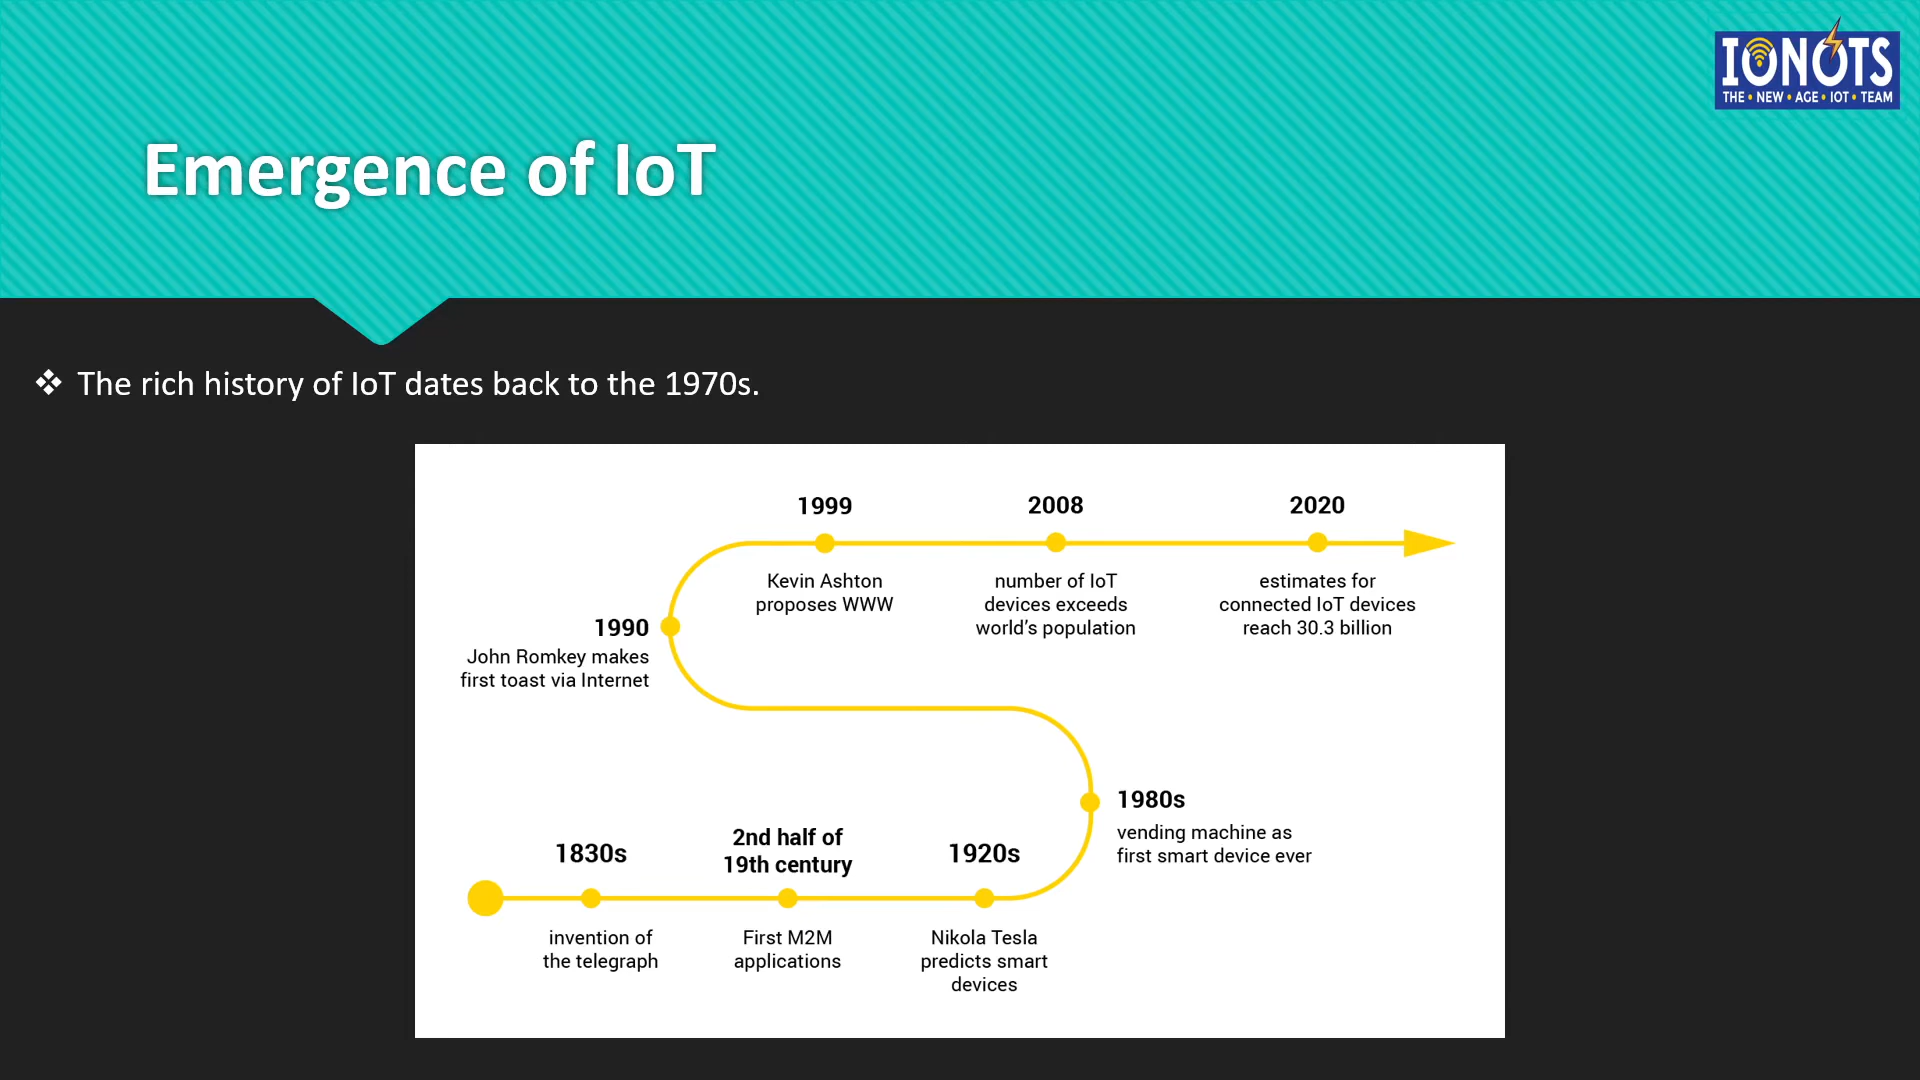 IONOTS
THE • NEW • AGE • IOT • TEAM
Emergence of IoT
❖ The rich history of IoT dates back to the 1970s.
1999
Kevin Ashton
proposes WWW
2008
number of IoT
devices exceeds
world’s population
2020
estimates for
connected IoT devices
reach 30.3 billion
1990
John Romkey makes
first toast via Internet
1980s
vending machine as
first smart device ever
1830s
invention of
the telegraph
2nd half of
19th century
First M2M
applications
1920s
Nikola Tesla
predicts smart
devices